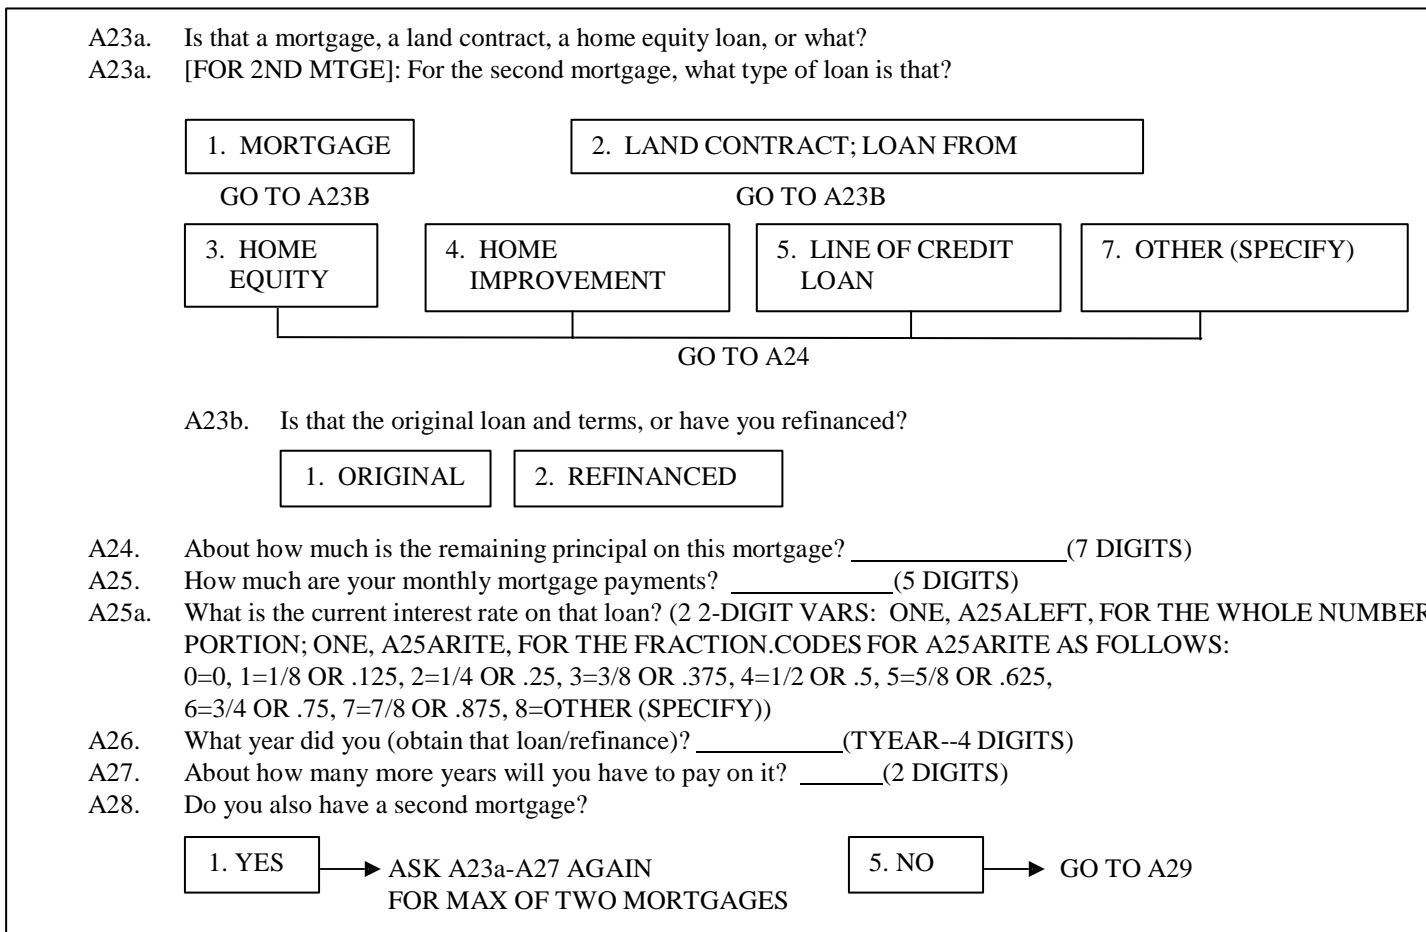 A23a. Is that a mortgage, a land contract, a home equity loan, or what?
A23a. [FOR 2ND MTGE]: For the second mortgage, what type of loan is that?
1. MORTGAGE
2. LAND CONTRACT; LOAN FROM
GO TO A23B
GO TO A23B
3. HOME
EQUITY
4. HOME
IMPROVEMENT
5. LINE OF CREDIT
LOAN
7. OTHER (SPECIFY)
GO TO A24
A23b. Is that the original loan and terms, or have you refinanced?
1. ORIGINAL
2. REFINANCED
A24. About how much is the remaining principal on this mortgage? ________________(7 DIGITS)
A25. How much are your monthly mortgage payments? ____________(5 DIGITS)
A25a. What is the current interest rate on that loan? (2 2-DIGIT VARS: ONE, A25ALEFT, FOR THE WHOLE NUMBER
PORTION; ONE, A25ARITE, FOR THE FRACTION.CODES FOR A25ARITE AS FOLLOWS:
0=0, 1=1/8 OR .125, 2=1/4 OR .25, 3=3/8 OR .375, 4=1/2 OR .5, 5=5/8 OR .625,
6=3/4 OR .75, 7=7/8 OR .875, 8=OTHER (SPECIFY))
A26. What year did you (obtain that loan/refinance)? ___________(TYEAR--4 DIGITS)
A27. About how many more years will you have to pay on it? ______(2 DIGITS)
A28. Do you also have a second mortgage?
1. YES
ASK A23a-A27 AGAIN
FOR MAX OF TWO MORTGAGES
5. NO
GO TO A29